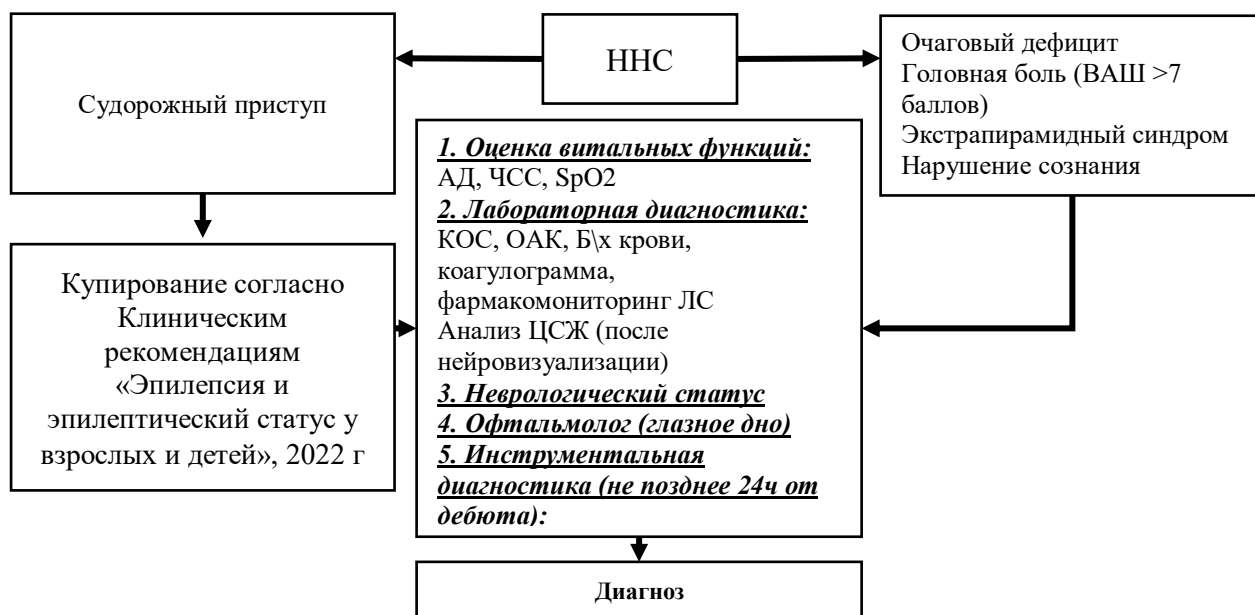 ННС
Судорожный приступ
Очаговый дефицит
Головная боль (ВАШ >7
баллов)
Экстрапирамидный синдром
Нарушение сознания
Купирование согласно
Клиническим
рекомендациям
«Эпилепсия и
эпилептический статус у
взрослых и детей», 2022 г
1. Оценка витальных функций:
АД, ЧСС, SpO2
2. Лабораторная диагностика:
КОС, ОАК, Б\х крови,
коагулограмма,
фармакомониторинг ЛС
Анализ ЦСЖ (после
нейровизуализации)
3. Неврологический статус
4. Офтальмолог (глазное дно)
5. Инструментальная
диагностика (не позднее 24ч от
дебюта):
Диагноз